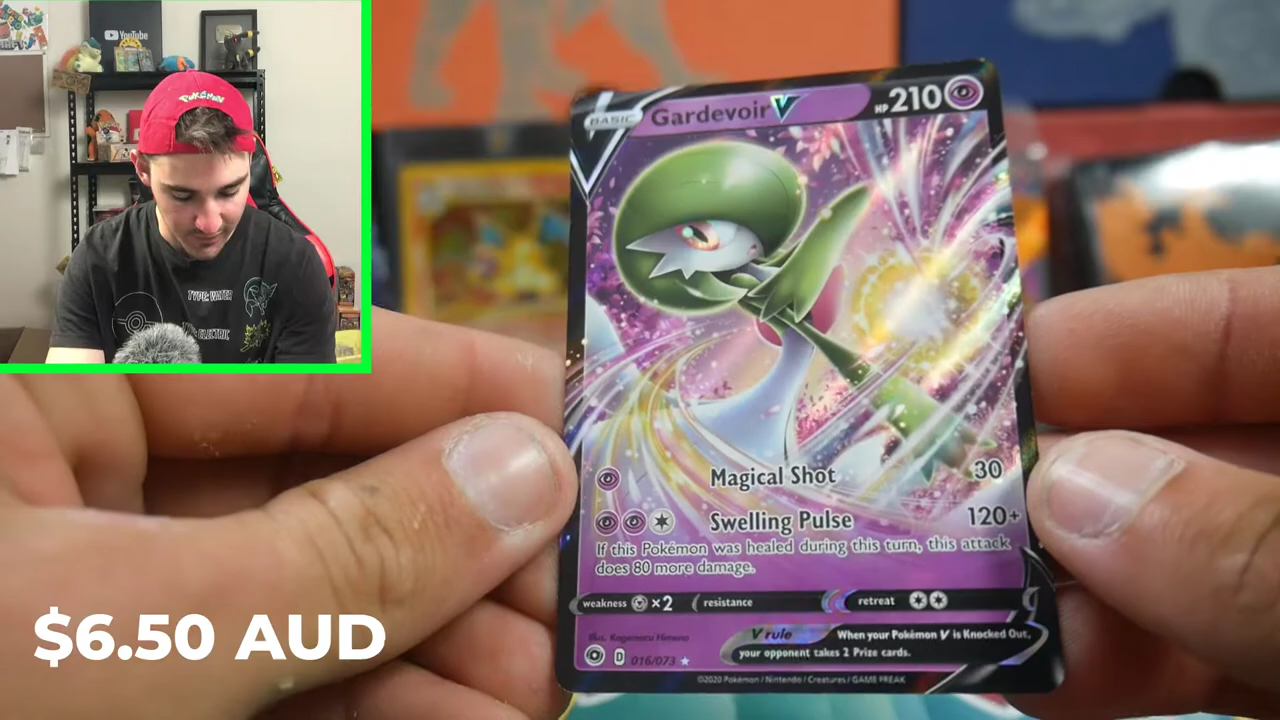 YouTube
POKéMON
TYPE: WATER
ELECTRIC
BASIC
Gardevoir V
HP 210
Magical Shot 30
Swelling Pulse 120+
If this Pokémon was healed during this turn, this attack
does 80 more damage.
weakness ×2 resistance retreat
Illus. Kagemaru Himeno
V rule When your Pokémon V is Knocked Out,
your opponent takes 2 Prize cards.
D 016/073 ★
©2020 Pokémon / Nintendo / Creatures / GAME FREAK
$6.50 AUD